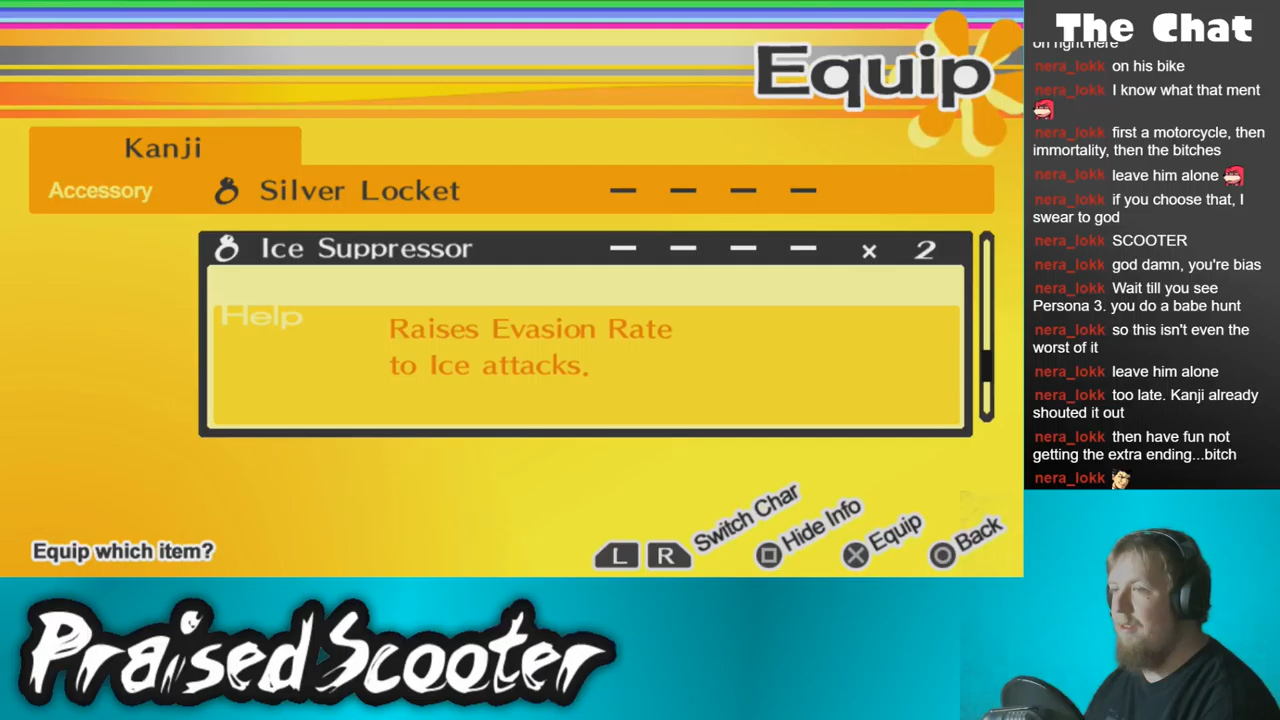 Equip
Kanji
Accessory Silver Locket — — — —
Ice Suppressor — — — — × 2
Help
Raises Evasion Rate
to Ice attacks.
Equip which item?
L R Switch Char
Hide Info
Equip
Back
PraisedScooter
The Chat
on right here
nera_lokk on his bike
nera_lokk I know what that ment
nera_lokk first a motorcycle, then
immortality, then the bitches
nera_lokk leave him alone
nera_lokk if you choose that, I
swear to god
nera_lokk SCOOTER
nera_lokk god damn, you're bias
nera_lokk Wait till you see
Persona 3. you do a babe hunt
nera_lokk so this isn't even the
worst of it
nera_lokk leave him alone
nera_lokk too late. Kanji already
shouted it out
nera_lokk then have fun not
getting the extra ending...bitch
nera_lokk